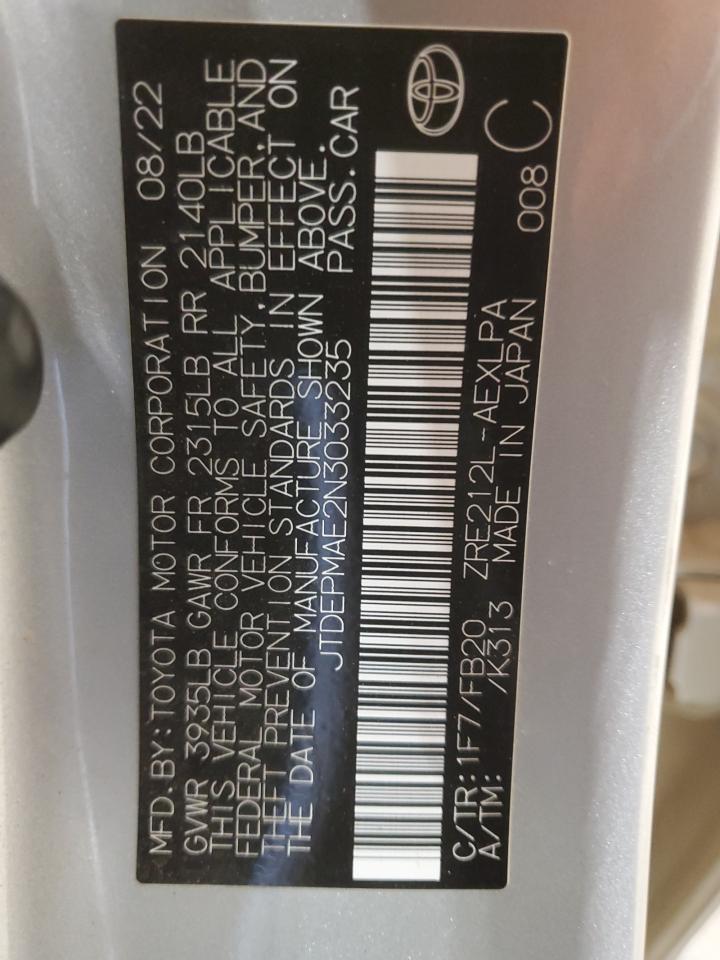 MFD.BY:TOYOTA MOTOR CORPORATION 08/22
GVWR 3935LB GAWR FR 2315LB RR 2140LB
THIS VEHICLE CONFORMS TO ALL APPLICABLE
FEDERAL MOTOR VEHICLE SAFETY,BUMPER,AND
THEFT PREVENTION STANDARDS IN EFFECT ON
THE DATE OF MANUFACTURE SHOWN ABOVE.
JTDEPMAE2N3033235 PASS.CAR
C/TR:1F7/FB20 ZRE212L-AEXLPA 008 C
A/TM: /K313 MADE IN JAPAN